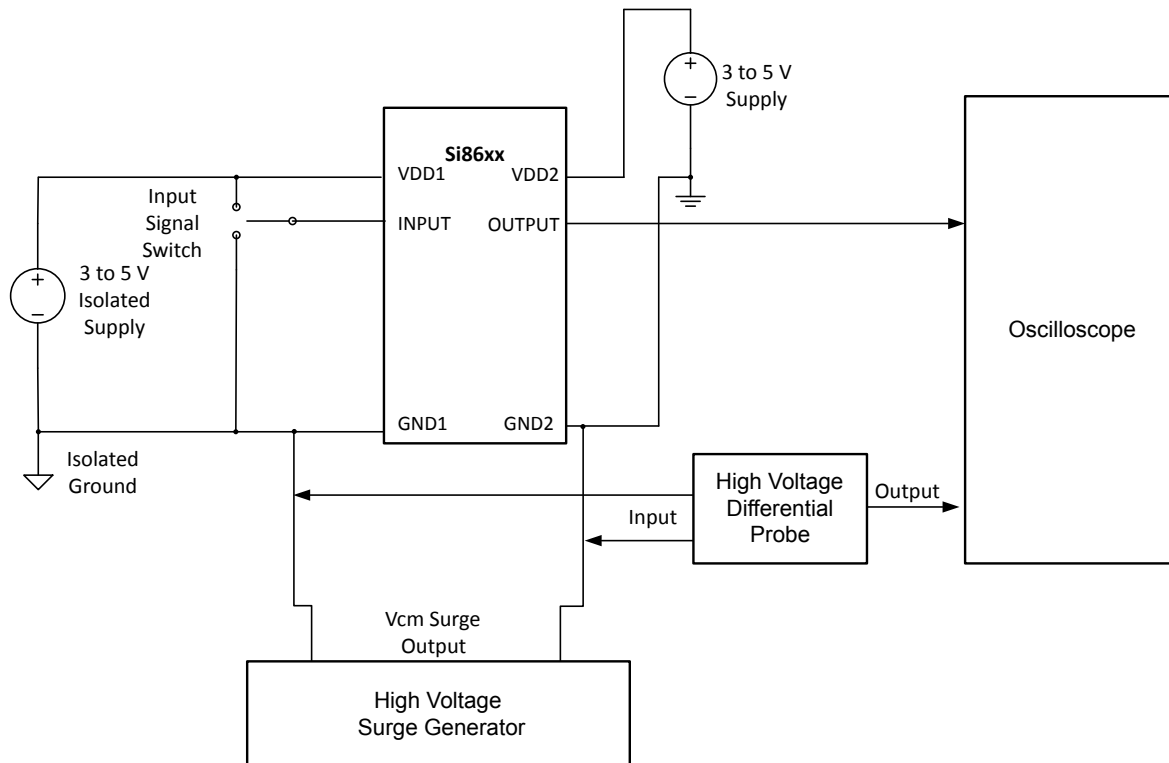 3 to 5 V
Supply
+
−
Si86xx
VDD1
VDD2
Input
Signal
Switch
INPUT
OUTPUT
+
−
3 to 5 V
Isolated
Supply
Oscilloscope
GND1
GND2
Isolated
Ground
High Voltage
Differential
Probe
Input
Output
Vcm Surge
Output
High Voltage
Surge Generator